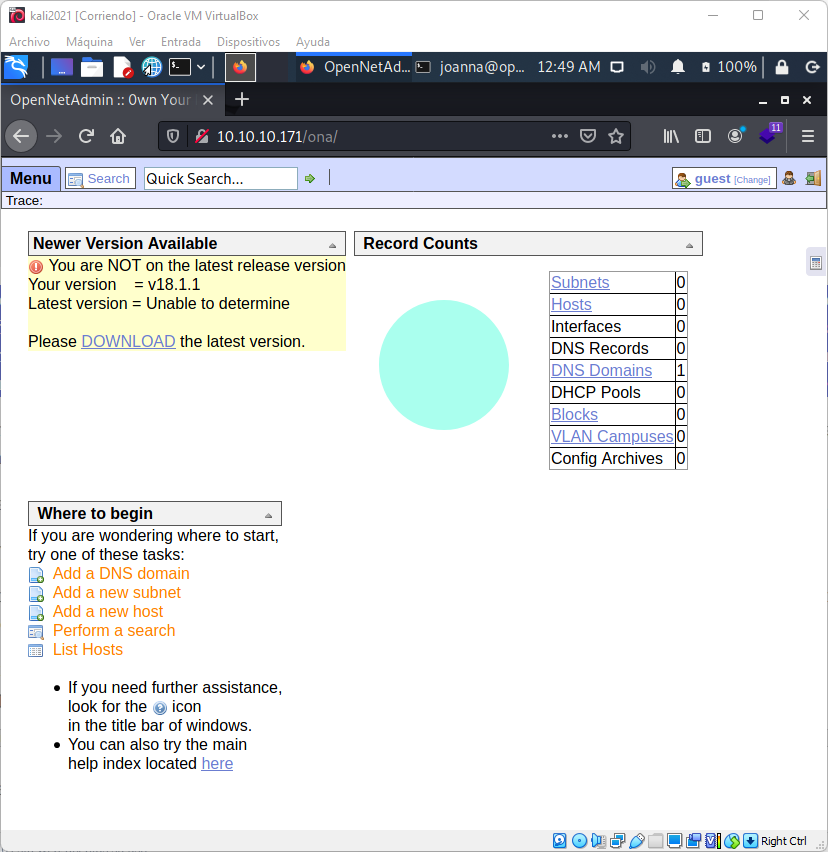 kali2021 [Corriendo] - Oracle VM VirtualBox
Archivo Máquina Ver Entrada Dispositivos Ayuda
OpenNetAd... joanna@op... 12:49 AM 100%
OpenNetAdmin :: 0wn Your
10.10.10.171/ona/ 11
Menu Search Quick Search... guest [Change]
Trace:
Newer Version Available
You are NOT on the latest release version
Your version = v18.1.1
Latest version = Unable to determine
Please DOWNLOAD the latest version.
Record Counts
Subnets 0
Hosts 0
Interfaces 0
DNS Records 0
DNS Domains 1
DHCP Pools 0
Blocks 0
VLAN Campuses 0
Config Archives 0
Where to begin
If you are wondering where to start,
try one of these tasks:
Add a DNS domain
Add a new subnet
Add a new host
Perform a search
List Hosts
• If you need further assistance,
look for the icon
in the title bar of windows.
• You can also try the main
help index located here
Right Ctrl